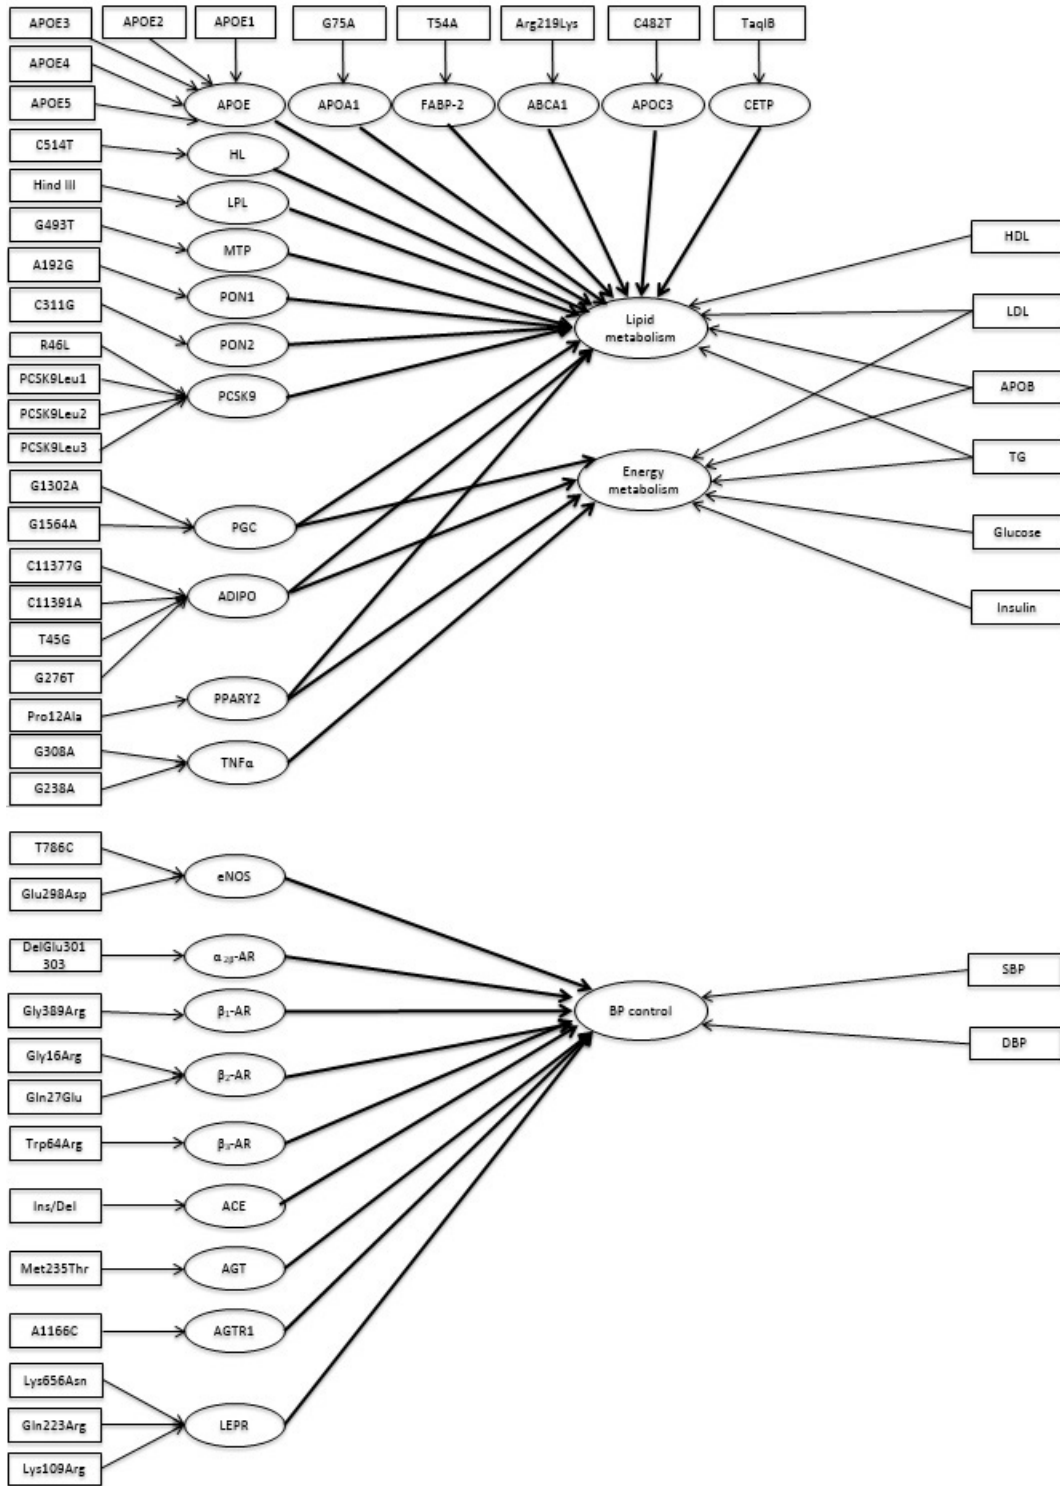 APOE3
APOE2
APOE1
G75A
T54A
Arg219Lys
C482T
TaqIB
APOE4
APOE5
APOE
APOA1
FABP-2
ABCA1
APOC3
CETP
C514T
HL
Hind III
LPL
G493T
MTP
HDL
A192G
PON1
C311G
PON2
Lipid
metabolism
LDL
R46L
PCSK9Leu1
PCSK9
APOB
PCSK9Leu2
PCSK9Leu3
TG
G1302A
Energy
metabolism
G1564A
PGC
Glucose
C11377G
C11391A
ADIPO
Insulin
T45G
G276T
Pro12Ala
PPARY2
G308A
TNFα
G238A
T786C
eNOS
Glu298Asp
DelGlu301
303
α2β-AR
SBP
Gly389Arg
β1-AR
BP control
Gly16Arg
DBP
β2-AR
Gln27Glu
Trp64Arg
β3-AR
Ins/Del
ACE
Met235Thr
AGT
A1166C
AGTR1
Lys656Asn
Gln223Arg
LEPR
Lys109Arg